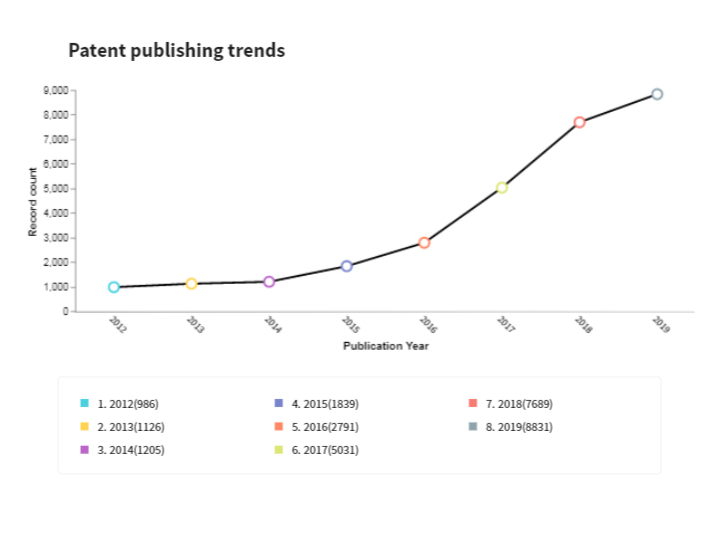 Patent publishing trends
9,000
8,000
7,000
6,000
5,000
4,000
3,000
2,000
1,000
0
Record count
2012 2013 2014 2015 2016 2017 2018 2019
Publication Year
1. 2012(986) 4. 2015(1839) 7. 2018(7689)
2. 2013(1126) 5. 2016(2791) 8. 2019(8831)
3. 2014(1205) 6. 2017(5031)